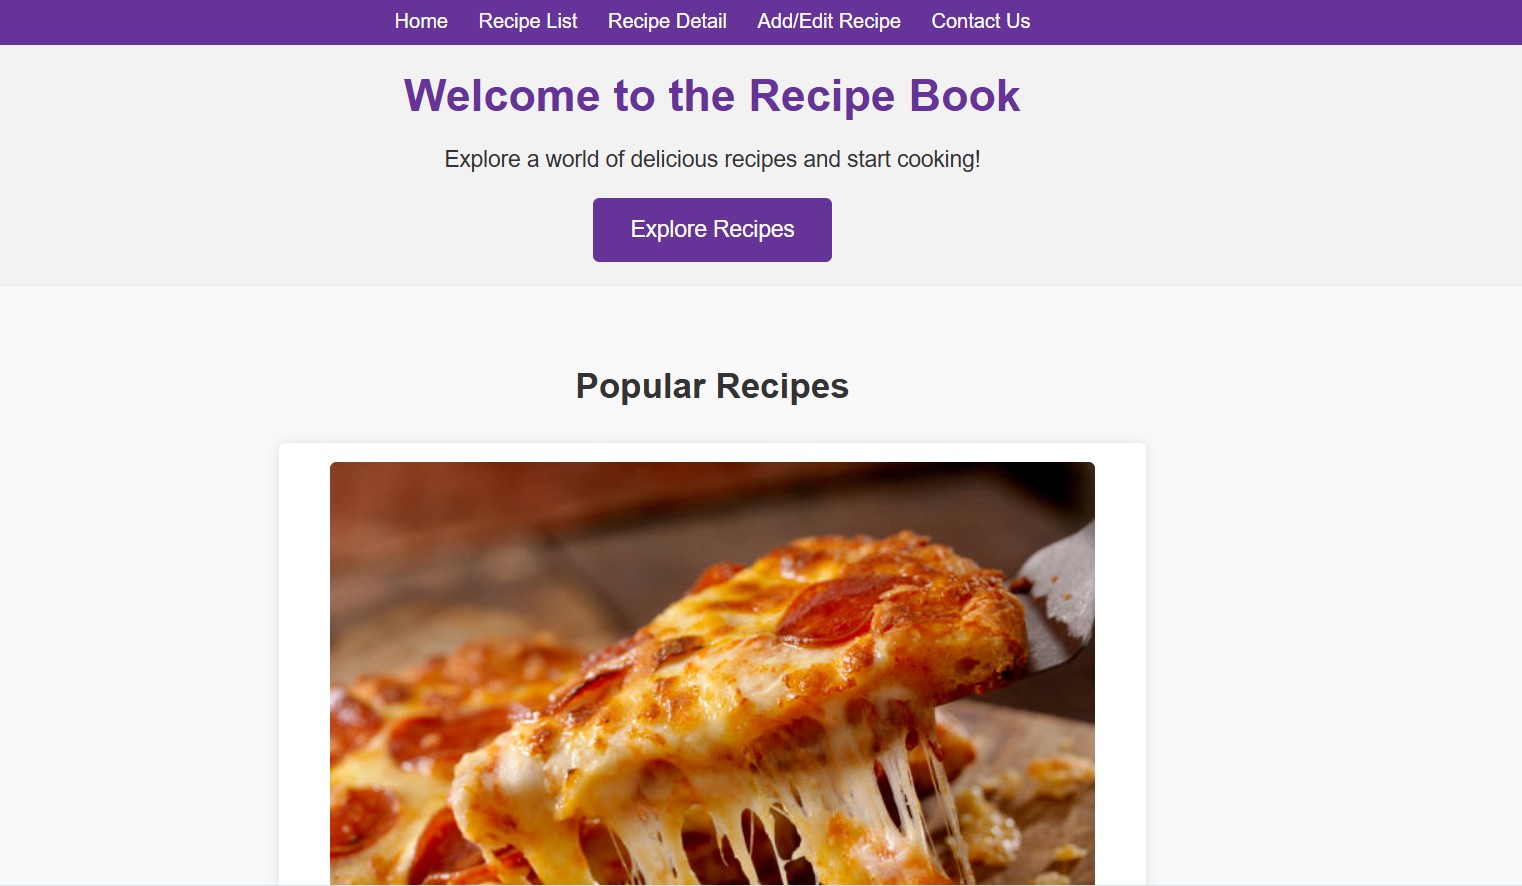 Home Recipe List Recipe Detail Add/Edit Recipe Contact Us
Welcome to the Recipe Book
Explore a world of delicious recipes and start cooking!
Explore Recipes
Popular Recipes